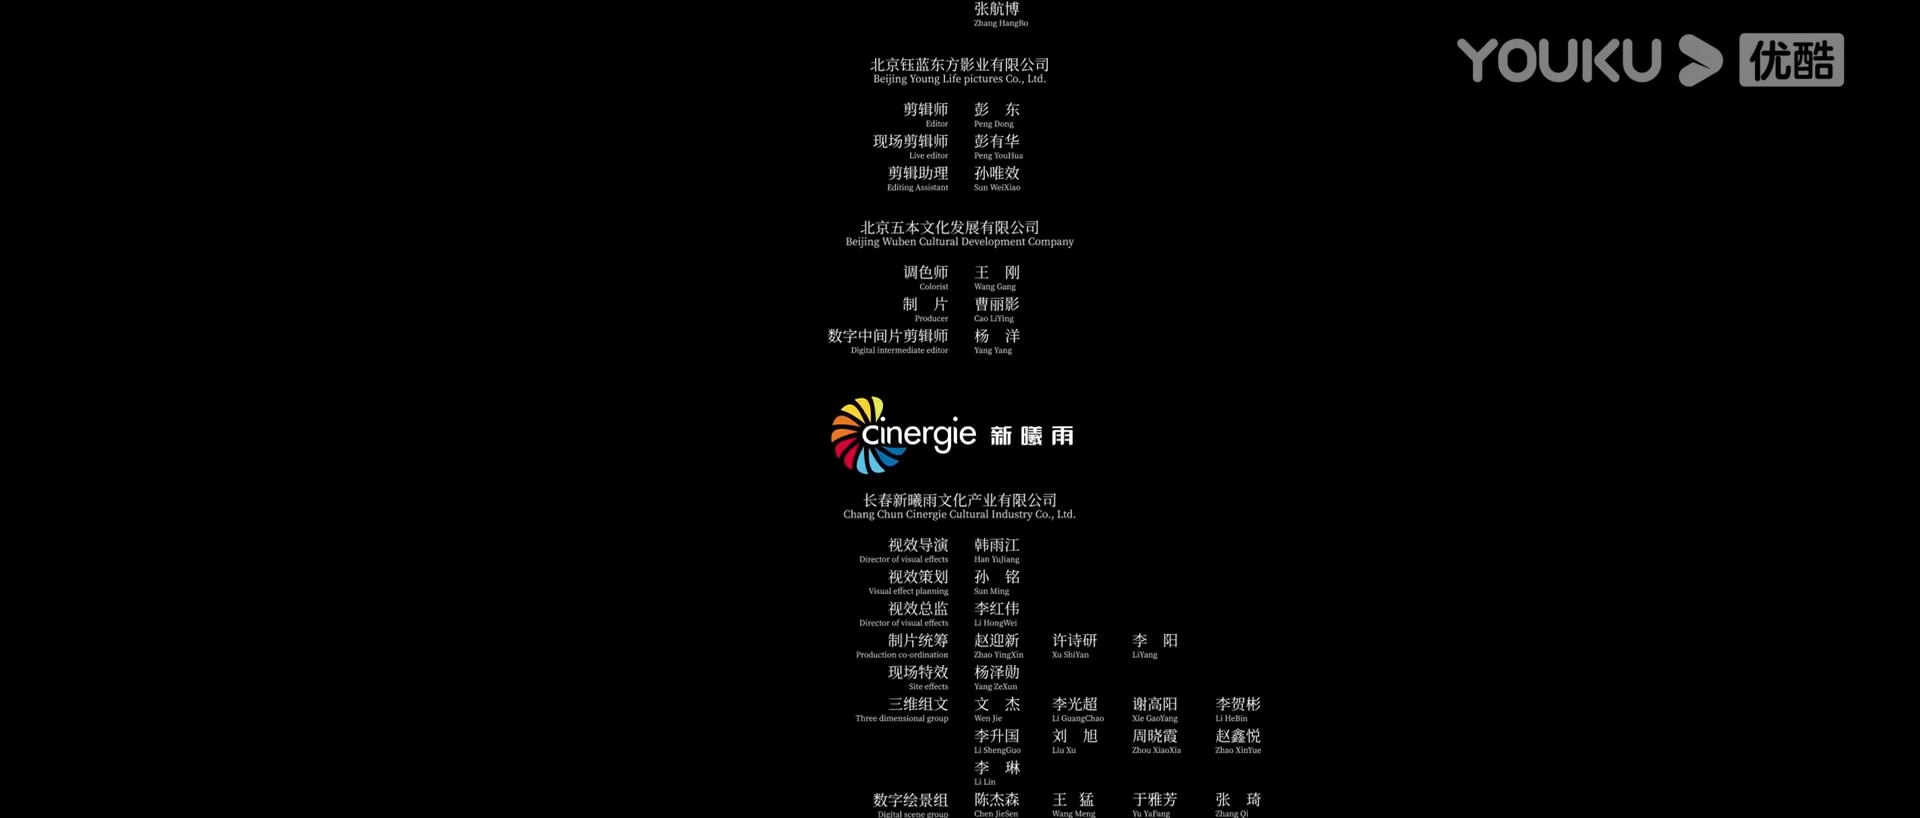 张航博
Zhang HangBo
YOUKU 优酷
北京钰蓝东方影业有限公司
Beijing Young Life pictures Co., Ltd.
剪辑师 彭 东
Editor Peng Dong
现场剪辑师 彭有华
Live editor Peng YouHua
剪辑助理 孙唯效
Editing Assistant Sun WeiXiao
北京五本文化发展有限公司
Beijing Wuben Cultural Development Company
调色师 王 刚
Colorist Wang Gang
制 片 曹丽影
Producer Cao LiYing
数字中间片剪辑师 杨 洋
Digital intermediate editor Yang Yang
cinergie 新曦雨
长春新曦雨文化产业有限公司
Chang Chun Cinergie Cultural Industry Co., Ltd.
视效导演 韩雨江
Director of visual effects Han YuJiang
视效策划 孙 铭
Visual effect planning Sun Ming
视效总监 李红伟
Director of visual effects Li HongWei
制片统筹 赵迎新 许诗研 李 阳
Production co-ordination Zhao YingXin Xu ShiYan LiYang
现场特效 杨泽勋
Site effects Yang ZeXun
三维组文 文 杰 李光超 谢高阳 李贺彬
Three dimensional group Wen Jie Li GuangChao Xie GaoYang Li HeBin
李升国 刘 旭 周晓霞 赵鑫悦
Li ShengGuo Liu Xu Zhou XiaoXia Zhao XinYue
李 琳
Li Lin
数字绘景组 陈杰森 王 猛 于雅芳 张 琦
Digital scene group Chen JieSen Wang Meng Yu YaFang Zhang Qi